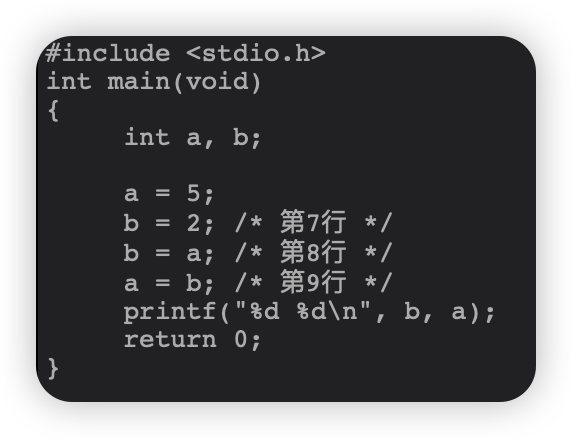 #include <stdio.h>
int main(void)
{
     int a, b;

     a = 5;
     b = 2; /* 第7行 */
     b = a; /* 第8行 */
     a = b; /* 第9行 */
     printf("%d %d\n", b, a);
     return 0;
}